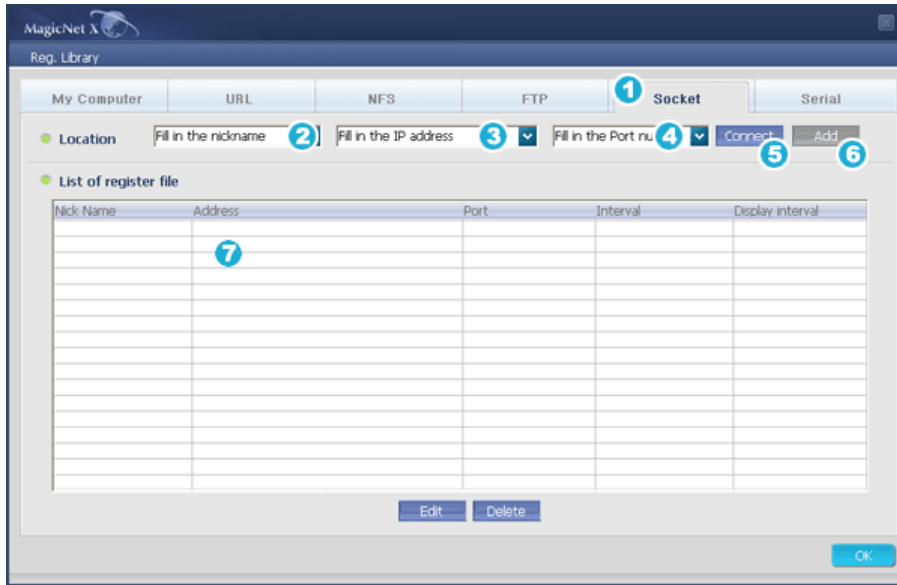 MagicNet X
Reg. Library
My Computer URL NFS FTP 1 Socket Serial
Location Fill in the nickname 2 Fill in the IP address 3 Fill in the Port nu 4 Connect 5 Add 6
List of register file
Nick Name Address Port Interval Display interval
7
Edit Delete
OK